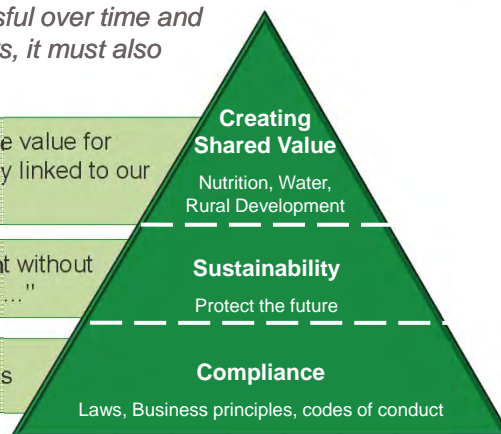 sful over time and
s, it must also
e value for
y linked to our
t without
..."
s
Creating
Shared Value
Nutrition, Water,
Rural Development
Sustainability
Protect the future
Compliance
Laws, Business principles, codes of conduct